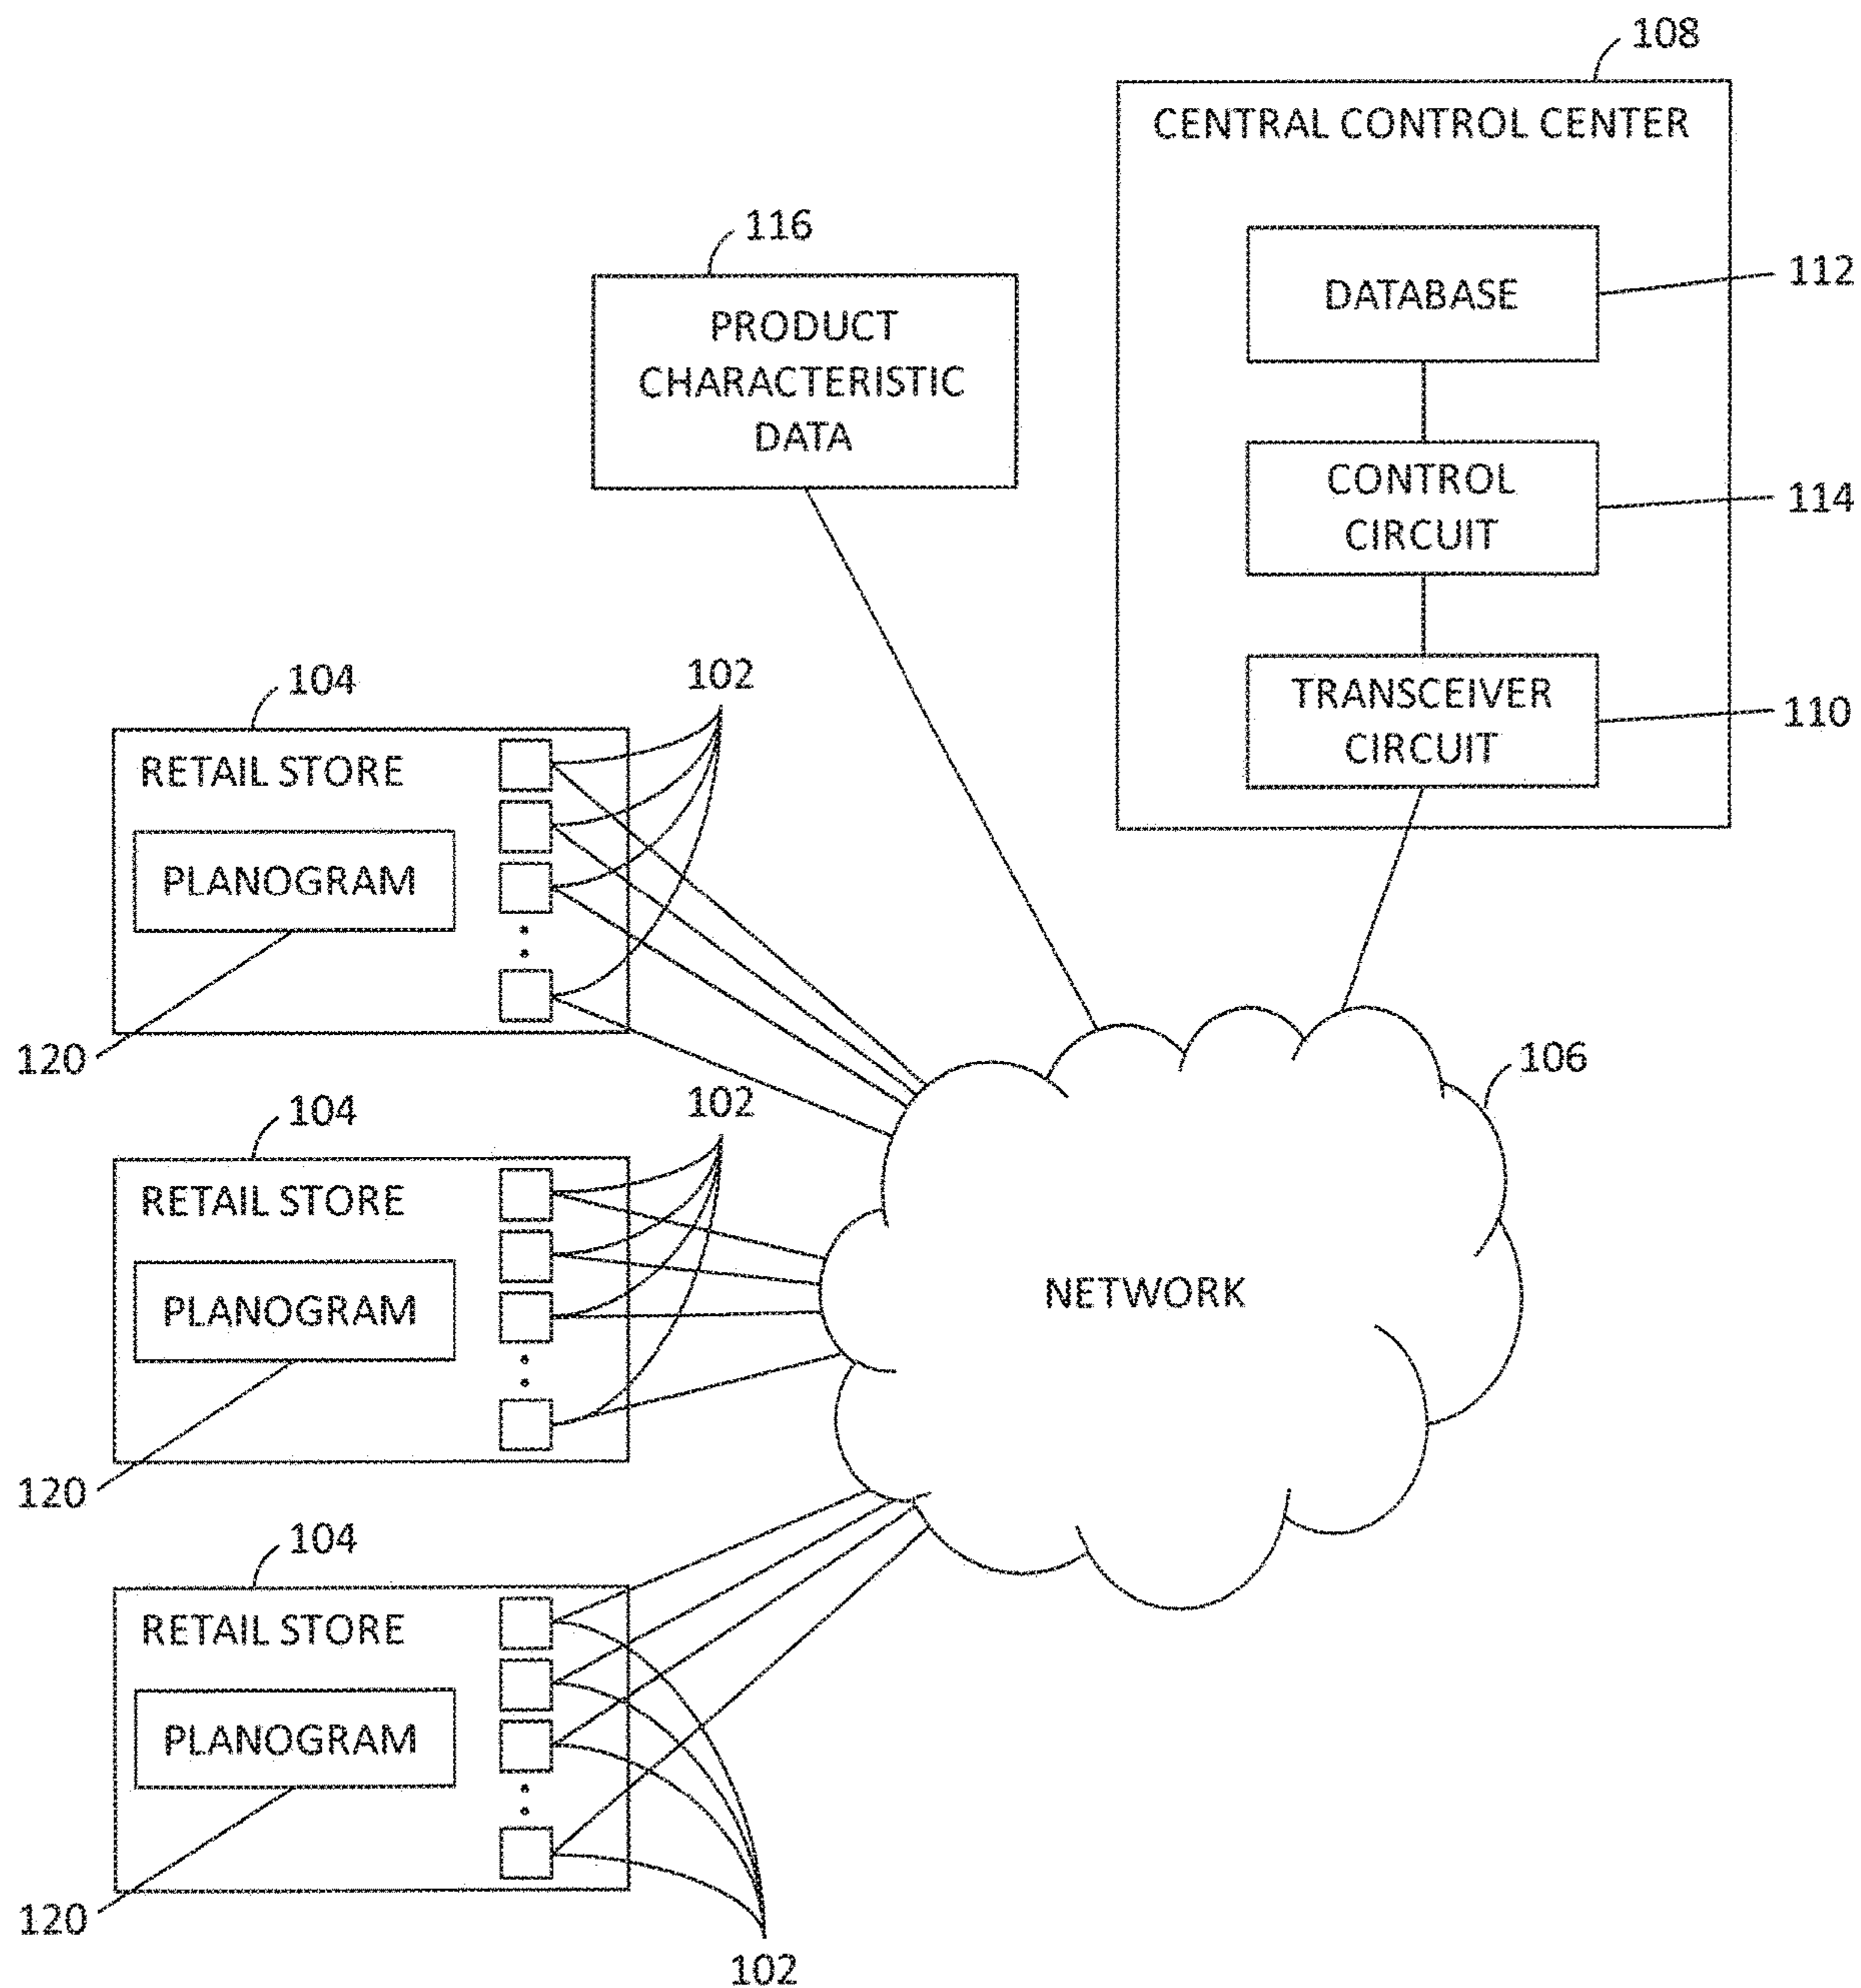 108
CENTRAL CONTROL CENTER
116
112
DATABASE
PRODUCT
CHARACTERISTIC
DATA
CONTROL
CIRCUIT
114
104
102
TRANSCEIVER
CIRCUIT
110
RETAIL STORE
PLANOGRAM
120
106
104
102
RETAIL STORE
NETWORK
PLANOGRAM
120
104
RETAIL STORE
PLANOGRAM
120
102